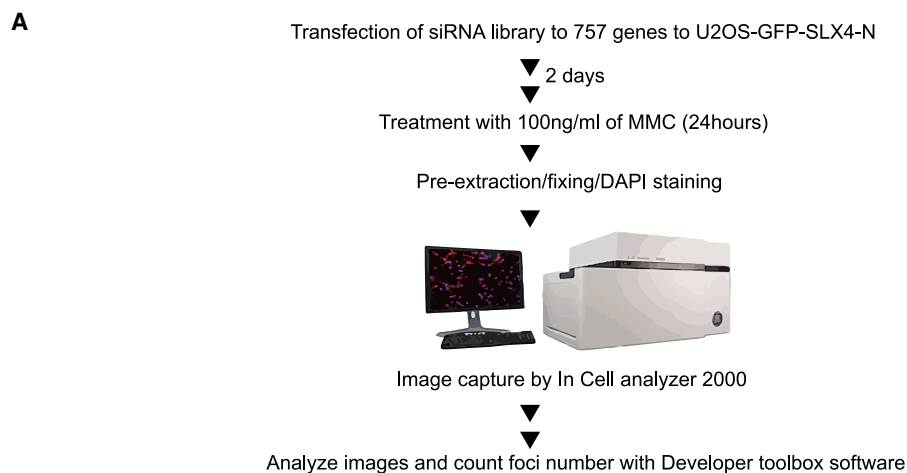 A
Transfection of siRNA library to 757 genes to U2OS-GFP-SLX4-N
2 days
Treatment with 100ng/ml of MMC (24hours)
Pre-extraction/fixing/DAPI staining
Image capture by In Cell analyzer 2000
Analyze images and count foci number with Developer toolbox software